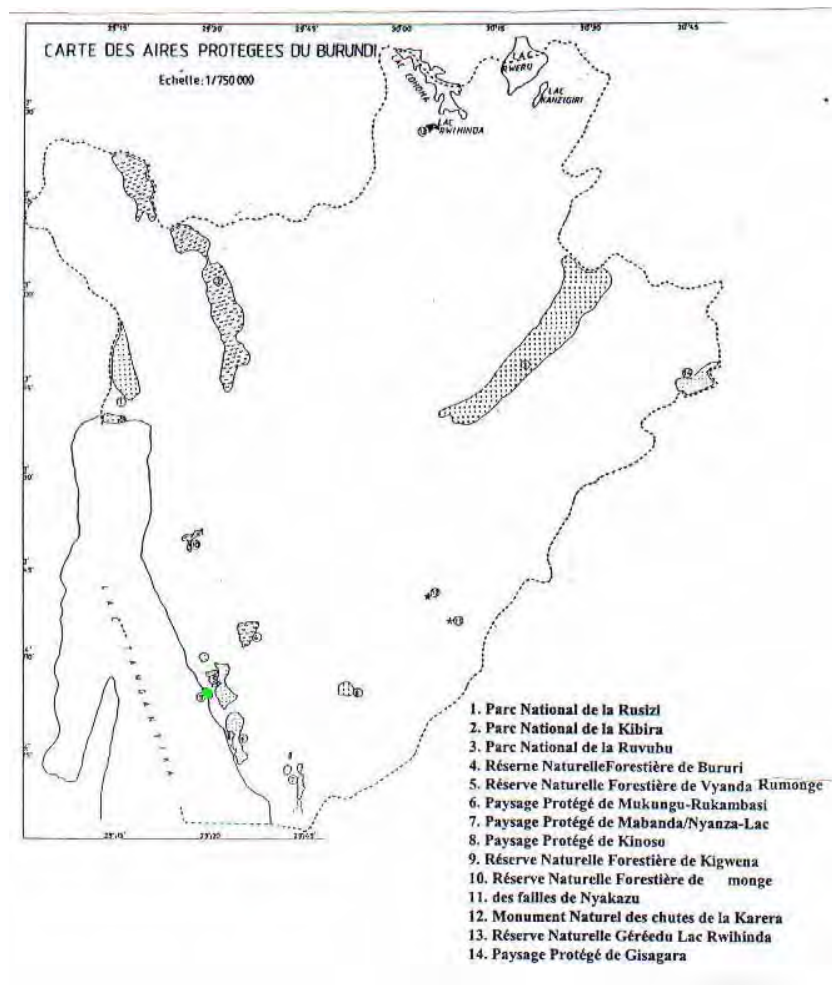 CARTE DES AIRES PROTEGEES DU BURUNDI
Echelle: 1/750 000
LAC COHOHA
LAC RWERU
LAC KANZIGIRI
LAC RWIHINDA
LAC TANGANYIKA
1. Parc National de la Rusizi
2. Parc National de la Kibira
3. Parc National de la Ruvubu
4. Réserne NaturelleForestière de Bururi
5. Réserve Naturelle Forestière de Vyanda Rumonge
6. Paysage Protégé de Mukungu-Rukambasi
7. Paysage Protégé de Mabanda/Nyanza-Lac
8. Paysage Protégé de Kinoso
9. Réserve Naturelle Forestière de Kigwena
10. Réserve Naturelle Forestière de monge
11. des failles de Nyakazu
12. Monument Naturel des chutes de la Karera
13. Réserve Naturelle Géréedu Lac Rwihinda
14. Paysage Protégé de Gisagara